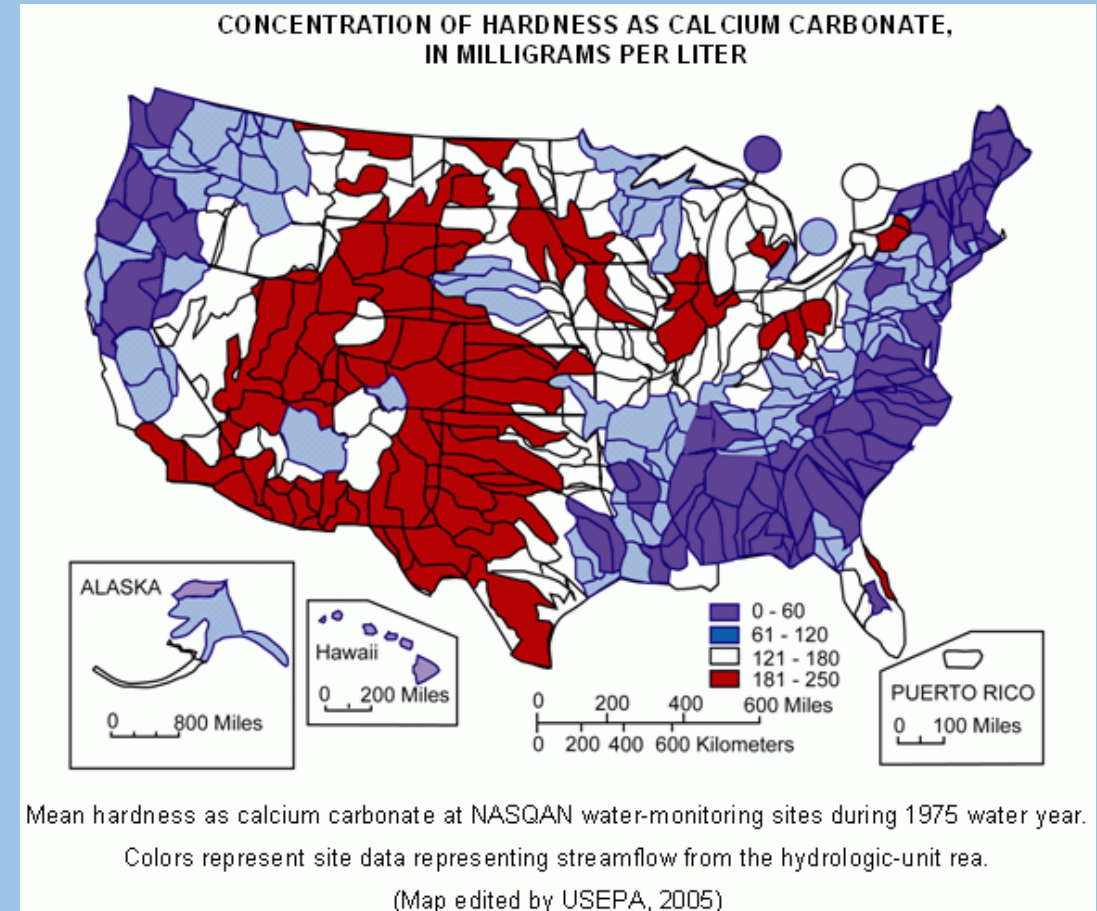 CONCENTRATION OF HARDNESS AS CALCIUM CARBONATE,
IN MILLIGRAMS PER LITER
ALASKA
0 800 Miles
Hawaii
0 200 Miles
0 - 60
61 - 120
121 - 180
181 - 250
0 200 400 600 Miles
0 200 400 600 Kilometers
PUERTO RICO
0 100 Miles
Mean hardness as calcium carbonate at NASQAN water-monitoring sites during 1975 water year.
Colors represent site data representing streamflow from the hydrologic-unit rea.
(Map edited by USEPA, 2005)